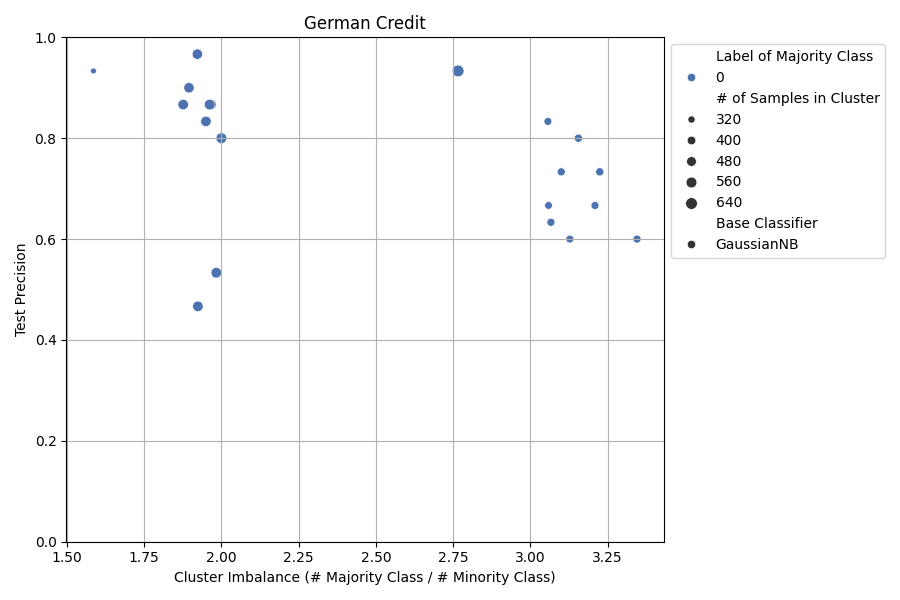 German Credit
Test Precision
1.0
0.8
0.6
0.4
0.2
0.0
1.50 1.75 2.00 2.25 2.50 2.75 3.00 3.25
Cluster Imbalance (# Majority Class / # Minority Class)
Label of Majority Class
0
# of Samples in Cluster
320
400
480
560
640
Base Classifier
GaussianNB